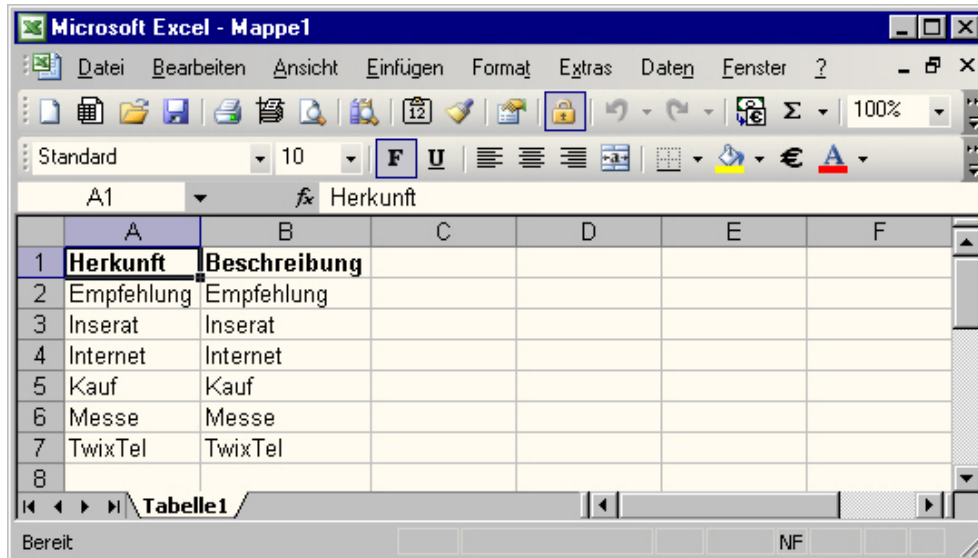 Microsoft Excel - Mappe1
Datei Bearbeiten Ansicht Einfügen Format Extras Daten Fenster ?
12 € Σ 100%
Standard 10 F U a € A
A1 fx Herkunft
A B C D E F
1 Herkunft Beschreibung
2 Empfehlung Empfehlung
3 Inserat Inserat
4 Internet Internet
5 Kauf Kauf
6 Messe Messe
7 TwixTel TwixTel
8
Tabelle1
Bereit NF